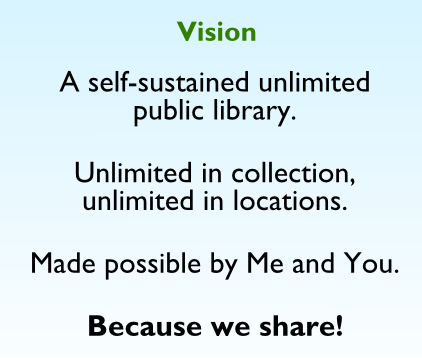 Vision
A self-sustained unlimited
public library.
Unlimited in collection,
unlimited in locations.
Made possible by Me and You.
Because we share!